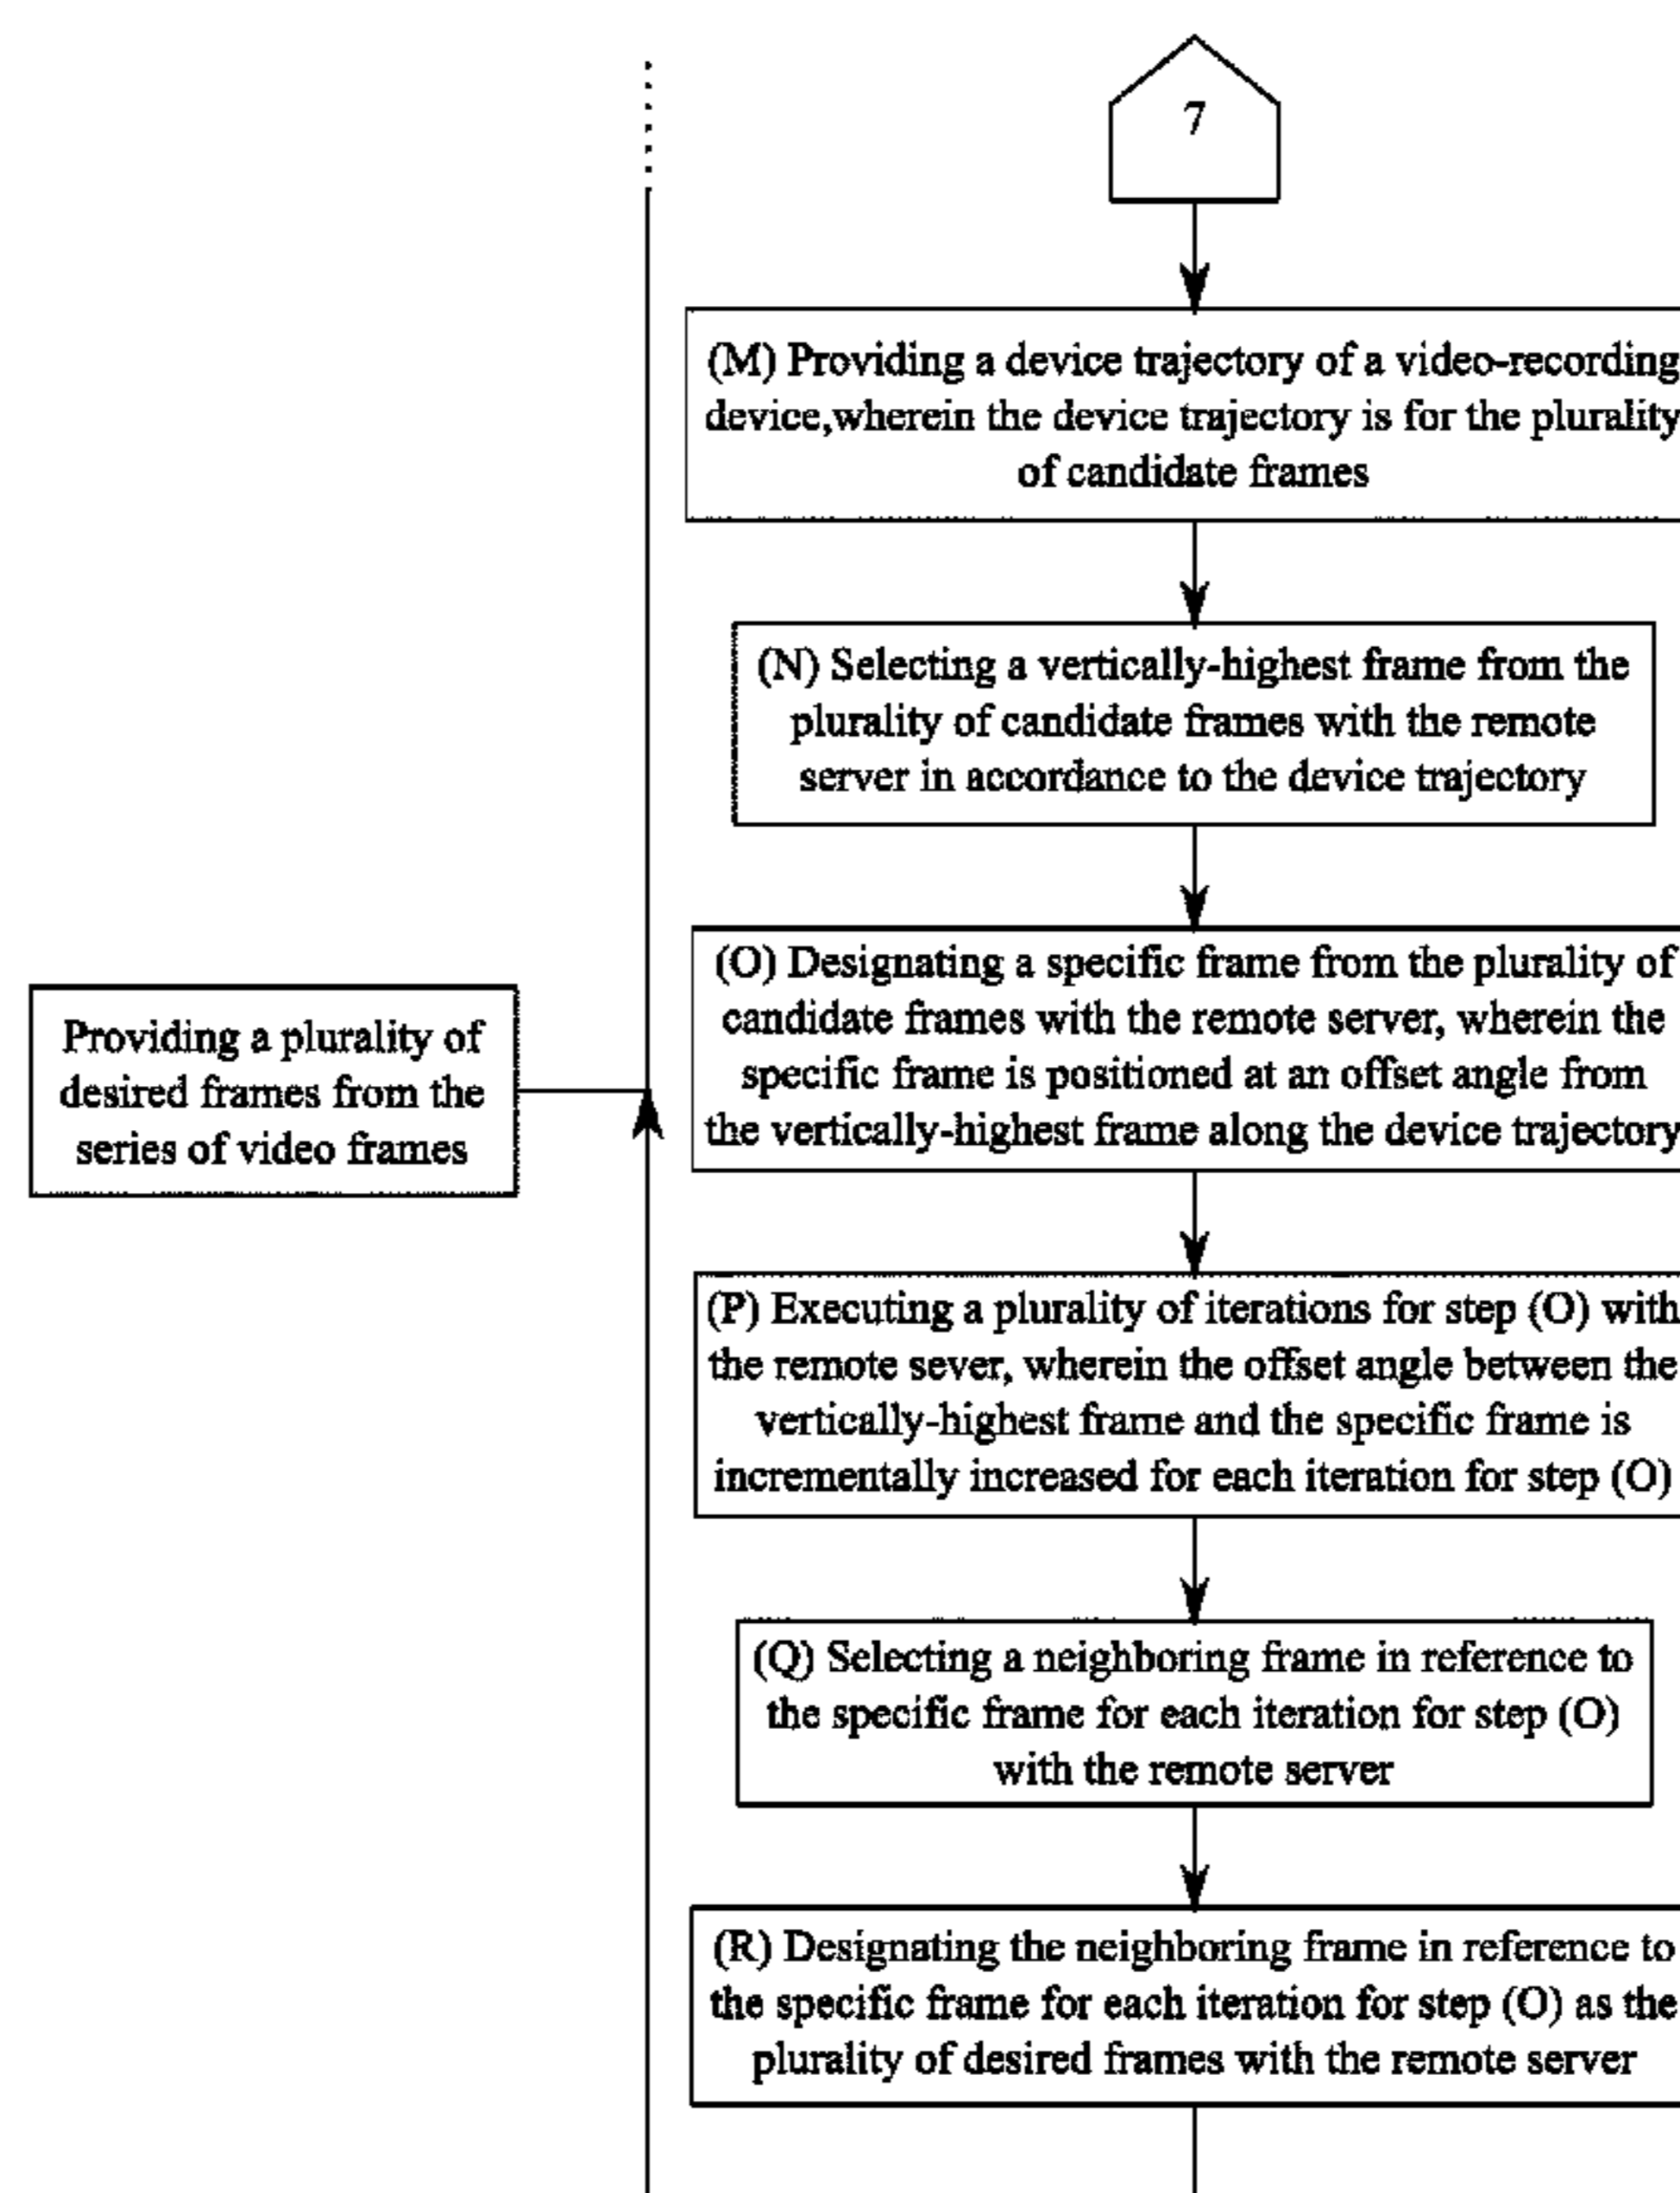 7
(M) Providing a device trajectory of a video-recording
device,wherein the device trajectory is for the plurality
of candidate frames
(N) Selecting a vertically-highest frame from the
plurality of candidate frames with the remote
server in accordance to the device trajectory
(O) Designating a specific frame from the plurality of
candidate frames with the remote server, wherein the
specific frame is positioned at an offset angle from
the vertically-highest frame along the device trajectory
Providing a plurality of
desired frames from the
series of video frames
(P) Executing a plurality of iterations for step (O) with
the remote sever, wherein the offset angle between the
vertically-highest frame and the specific frame is
incrementally increased for each iteration for step (O)
(Q) Selecting a neighboring frame in reference to
the specific frame for each iteration for step (O)
with the remote server
(R) Designating the neighboring frame in reference to
the specific frame for each iteration for step (O) as the
plurality of desired frames with the remote server